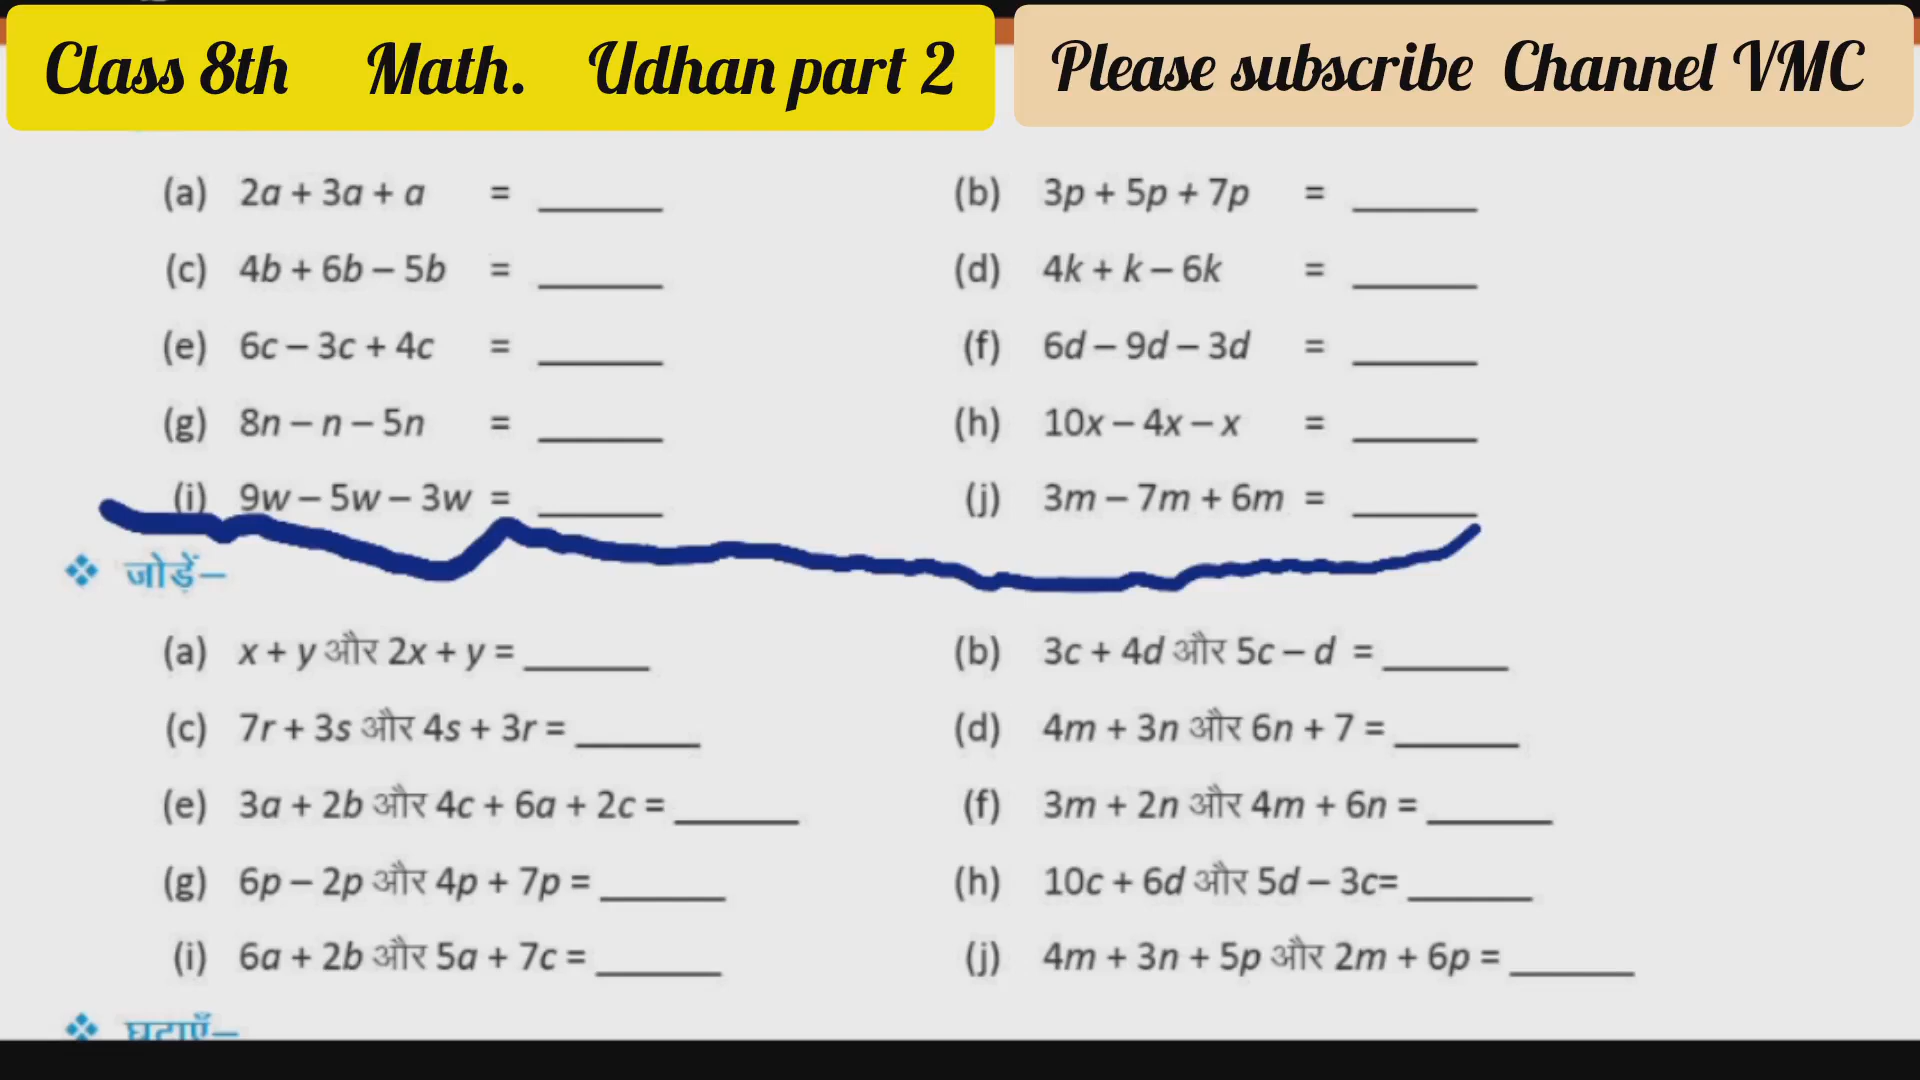 Class 8th Math. Udhan part 2 Please subscribe Channel VMC
(a) 2a + 3a + a = ______ (b) 3p + 5p + 7p = ______
(c) 4b + 6b – 5b = ______ (d) 4k + k – 6k = ______
(e) 6c – 3c + 4c = ______ (f) 6d – 9d – 3d = ______
(g) 8n – n – 5n = ______ (h) 10x – 4x – x = ______
(i) 9w – 5w – 3w = ______ (j) 3m – 7m + 6m = ______
❖ जोड़ें–
(a) x + y और 2x + y = ______ (b) 3c + 4d और 5c – d = ______
(c) 7r + 3s और 4s + 3r = ______ (d) 4m + 3n और 6n + 7 = ______
(e) 3a + 2b और 4c + 6a + 2c = ______ (f) 3m + 2n और 4m + 6n = ______
(g) 6p – 2p और 4p + 7p = ______ (h) 10c + 6d और 5d – 3c= ______
(i) 6a + 2b और 5a + 7c = ______ (j) 4m + 3n + 5p और 2m + 6p = ______
❖ घटाएँ–